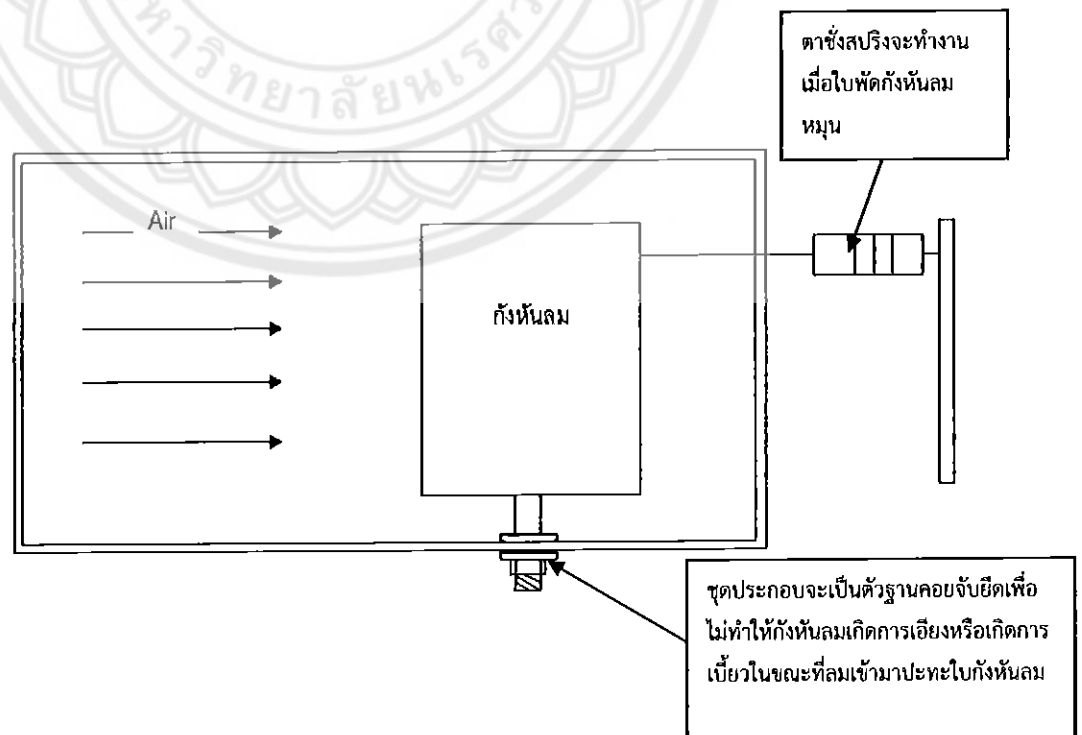 ตาชั่งสปริงจะทำงาน
เมื่อใบพัดกังหันลม
หมุน
Air
กังหันลม
ชุดประกอบจะเป็นตัวฐานคอยจับยึดเพื่อ
ไม่ทำให้กังหันลมเกิดการเอียงหรือเกิดการ
เบี้ยวในขณะที่ลมเข้ามาปะทะใบกังหันลม